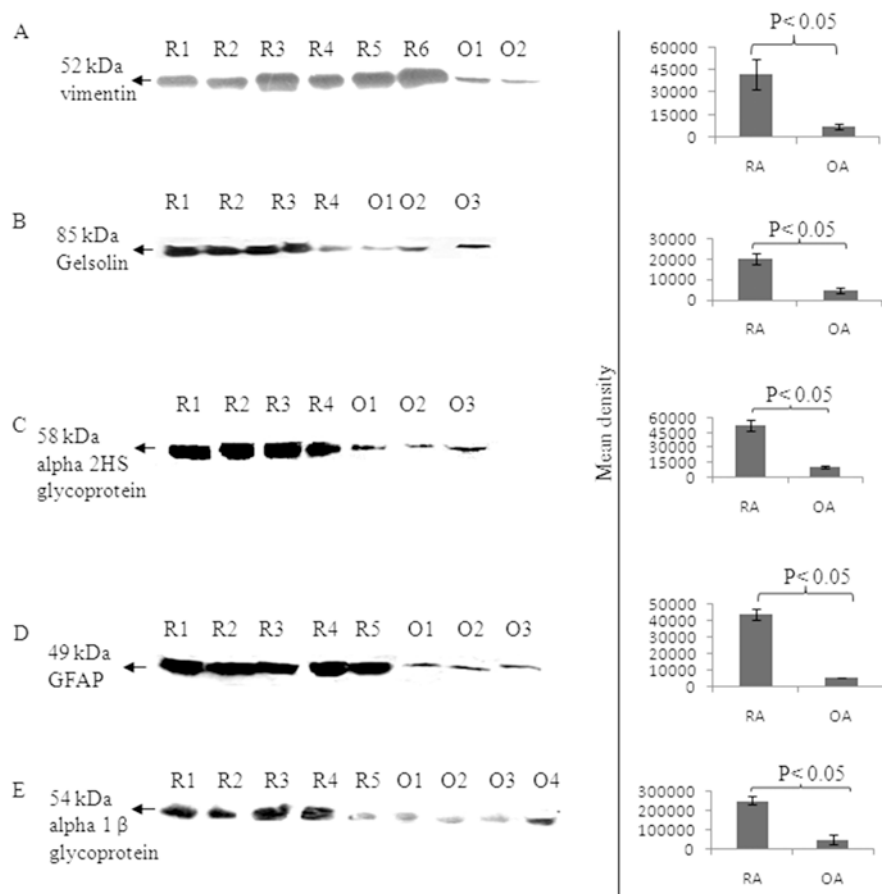 A
R1 R2 R3 R4 R5 R6 O1 O2
52 kDa
vimentin
P< 0.05
60000
45000
30000
15000
0
RA OA
B
R1 R2 R3 R4 O1 O2 O3
85 kDa
Gelsolin
P< 0.05
30000
20000
10000
0
RA OA
Mean density
C
R1 R2 R3 R4 O1 O2 O3
58 kDa
alpha 2HS
glycoprotein
P< 0.05
60000
45000
30000
15000
0
RA OA
D
R1 R2 R3 R4 R5 O1 O2 O3
49 kDa
GFAP
P< 0.05
50000
40000
30000
20000
10000
0
RA OA
E
R1 R2 R3 R4 R5 O1 O2 O3 O4
54 kDa
alpha 1 β
glycoprotein
P< 0.05
300000
200000
100000
0
RA OA